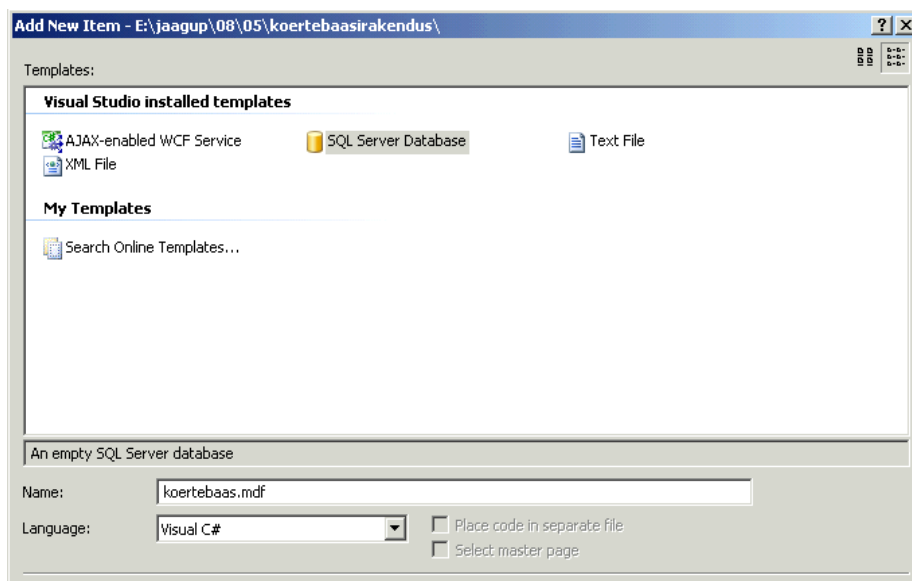 Add New Item - E:\jaagup\08\05\koertebaasirakendus\
Templates:
Visual Studio installed templates
AJAX-enabled WCF Service SQL Server Database Text File
XML File
My Templates
Search Online Templates...
An empty SQL Server database
Name: koertebaas.mdf
Language: Visual C# Place code in separate file
Select master page